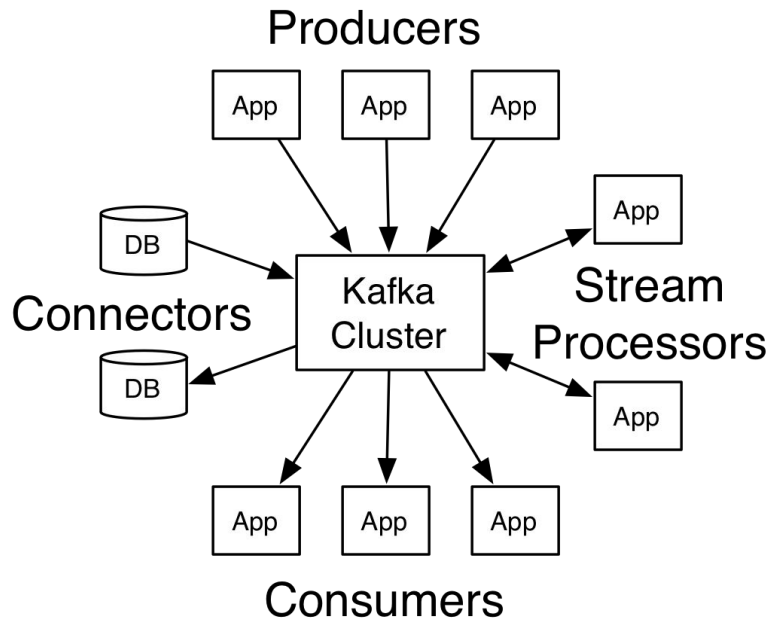 Producers
App
App
App
App
DB
Kafka
Cluster
Stream
Processors
Connectors
DB
App
App
App
App
Consumers